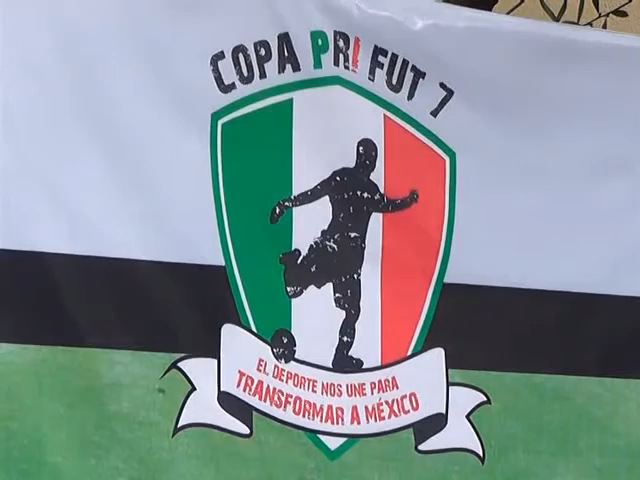 COPA PRI FUT 7
EL DEPORTE NOS UNE PARA
TRANSFORMAR A MÉXICO